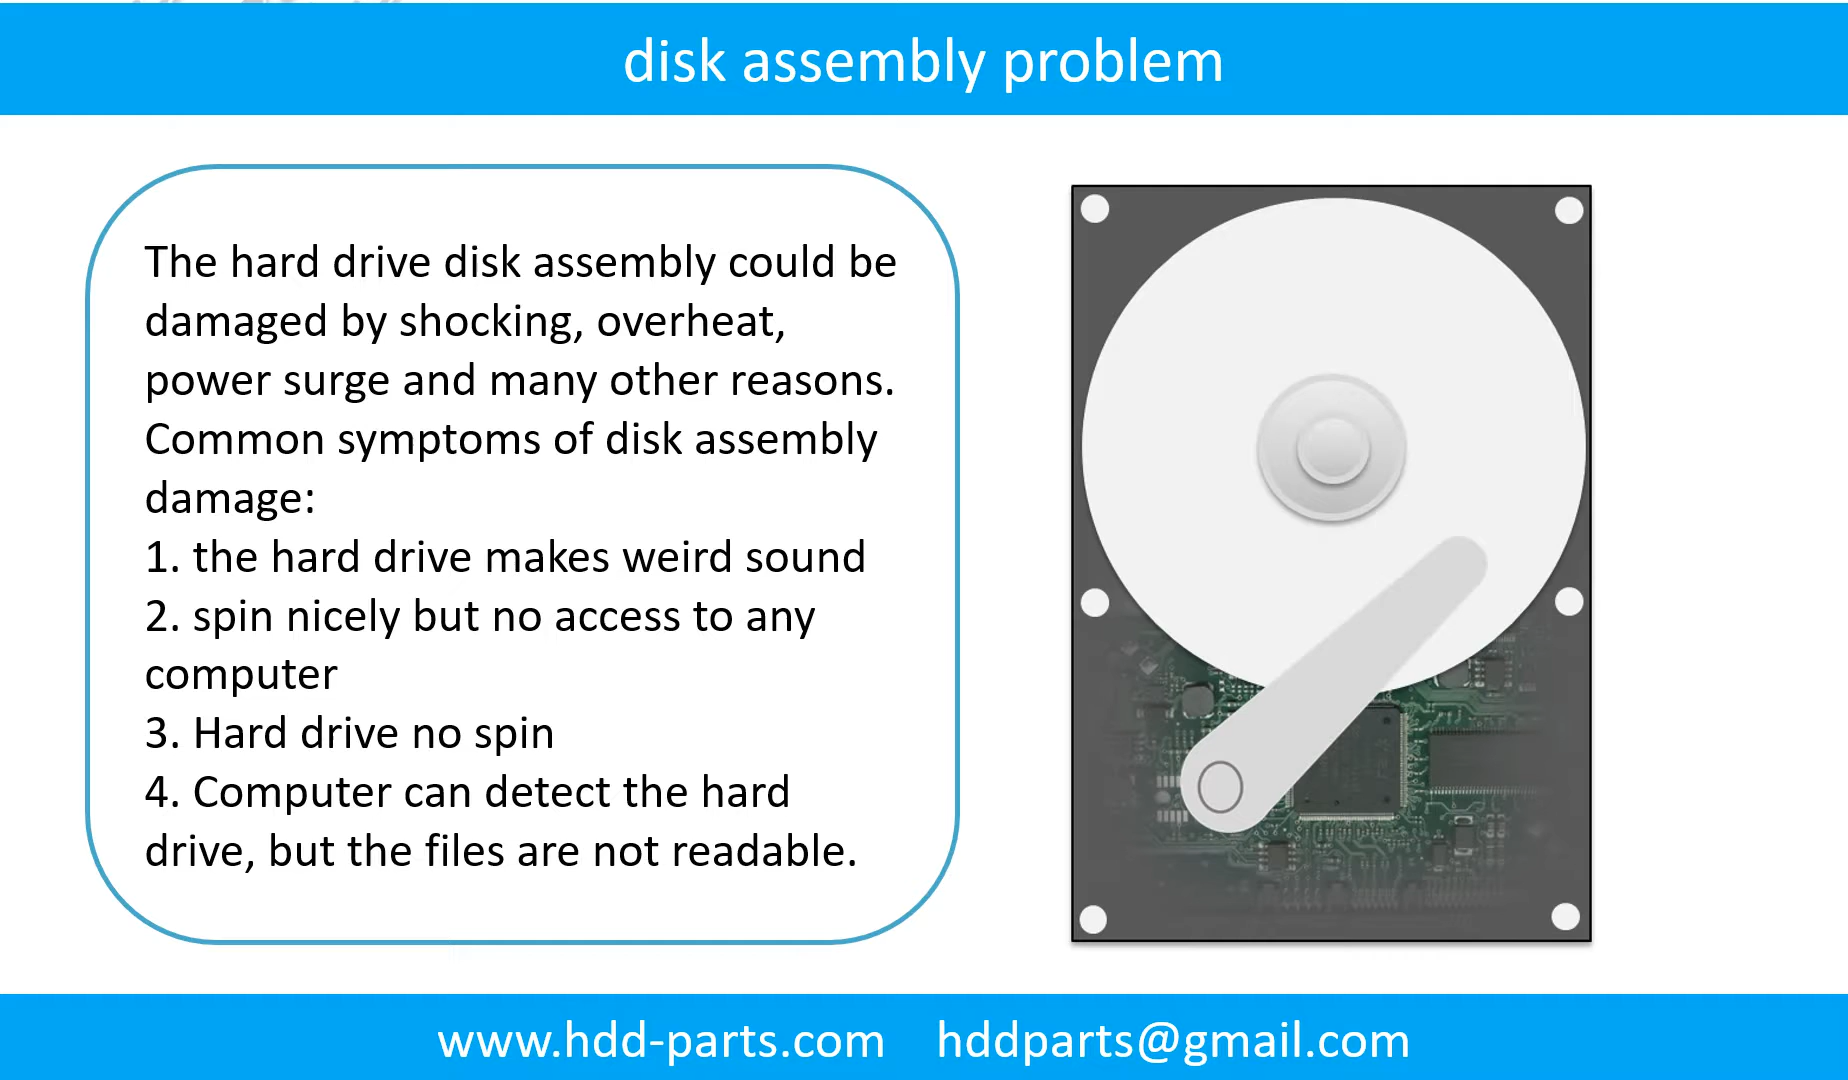 disk assembly problem
The hard drive disk assembly could be
damaged by shocking, overheat,
power surge and many other reasons.
Common symptoms of disk assembly
damage:
1. the hard drive makes weird sound
2. spin nicely but no access to any
computer
3. Hard drive no spin
4. Computer can detect the hard
drive, but the files are not readable.
www.hdd-parts.com hddparts@gmail.com